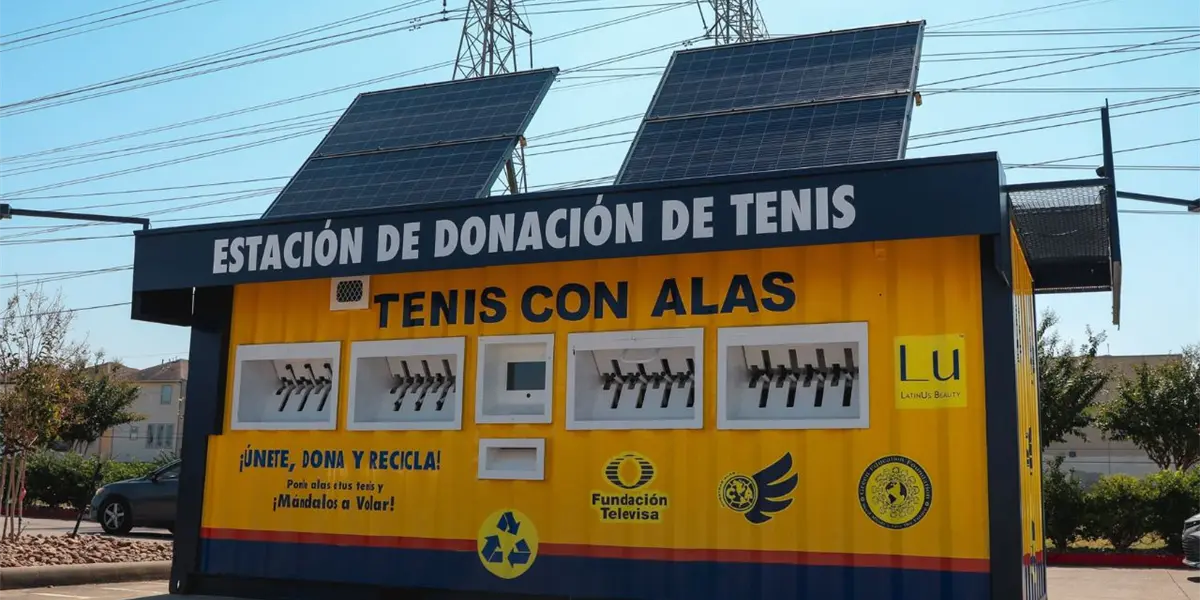 ESTACIÓN DE DONACIÓN DE TENIS
TENIS CON ALAS
Lu
LATINUS BEAUTY
¡ÚNETE, DONA Y RECICLA!
Ponle alas a tus tenis y
¡Mándalos a Volar!
Fundación
Televisa